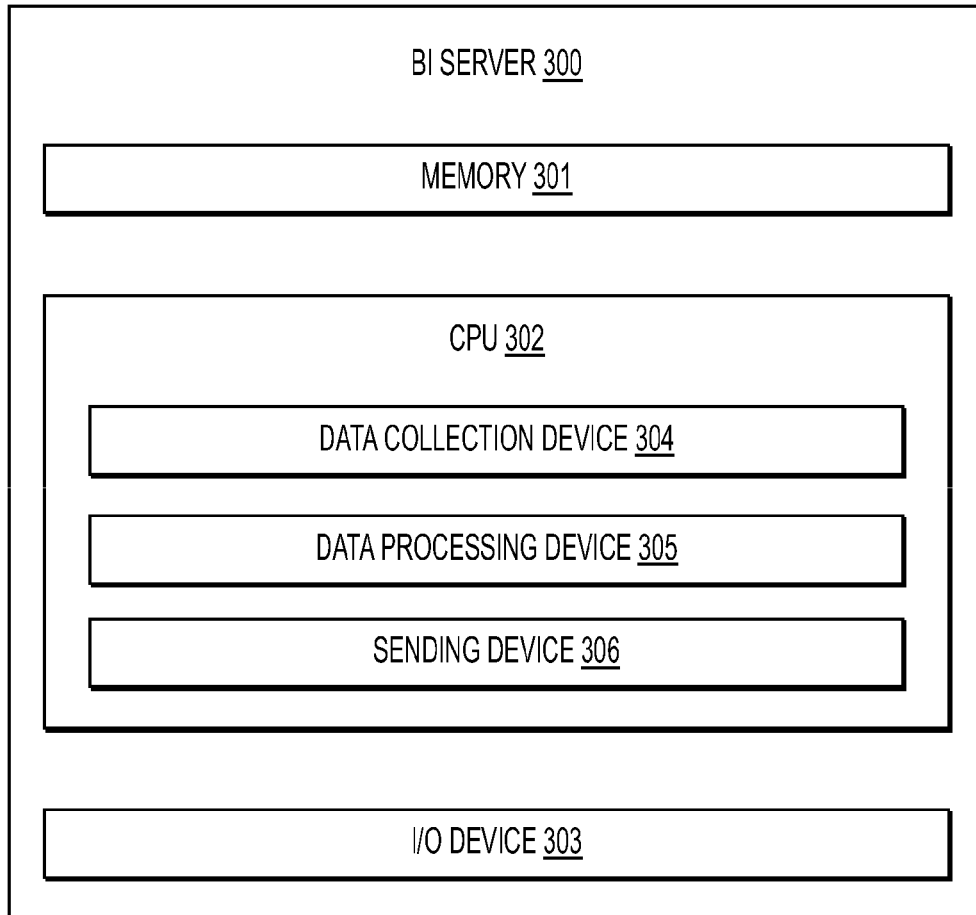 BI SERVER 300
MEMORY 301
CPU 302
DATA COLLECTION DEVICE 304
DATA PROCESSING DEVICE 305
SENDING DEVICE 306
I/O DEVICE 303